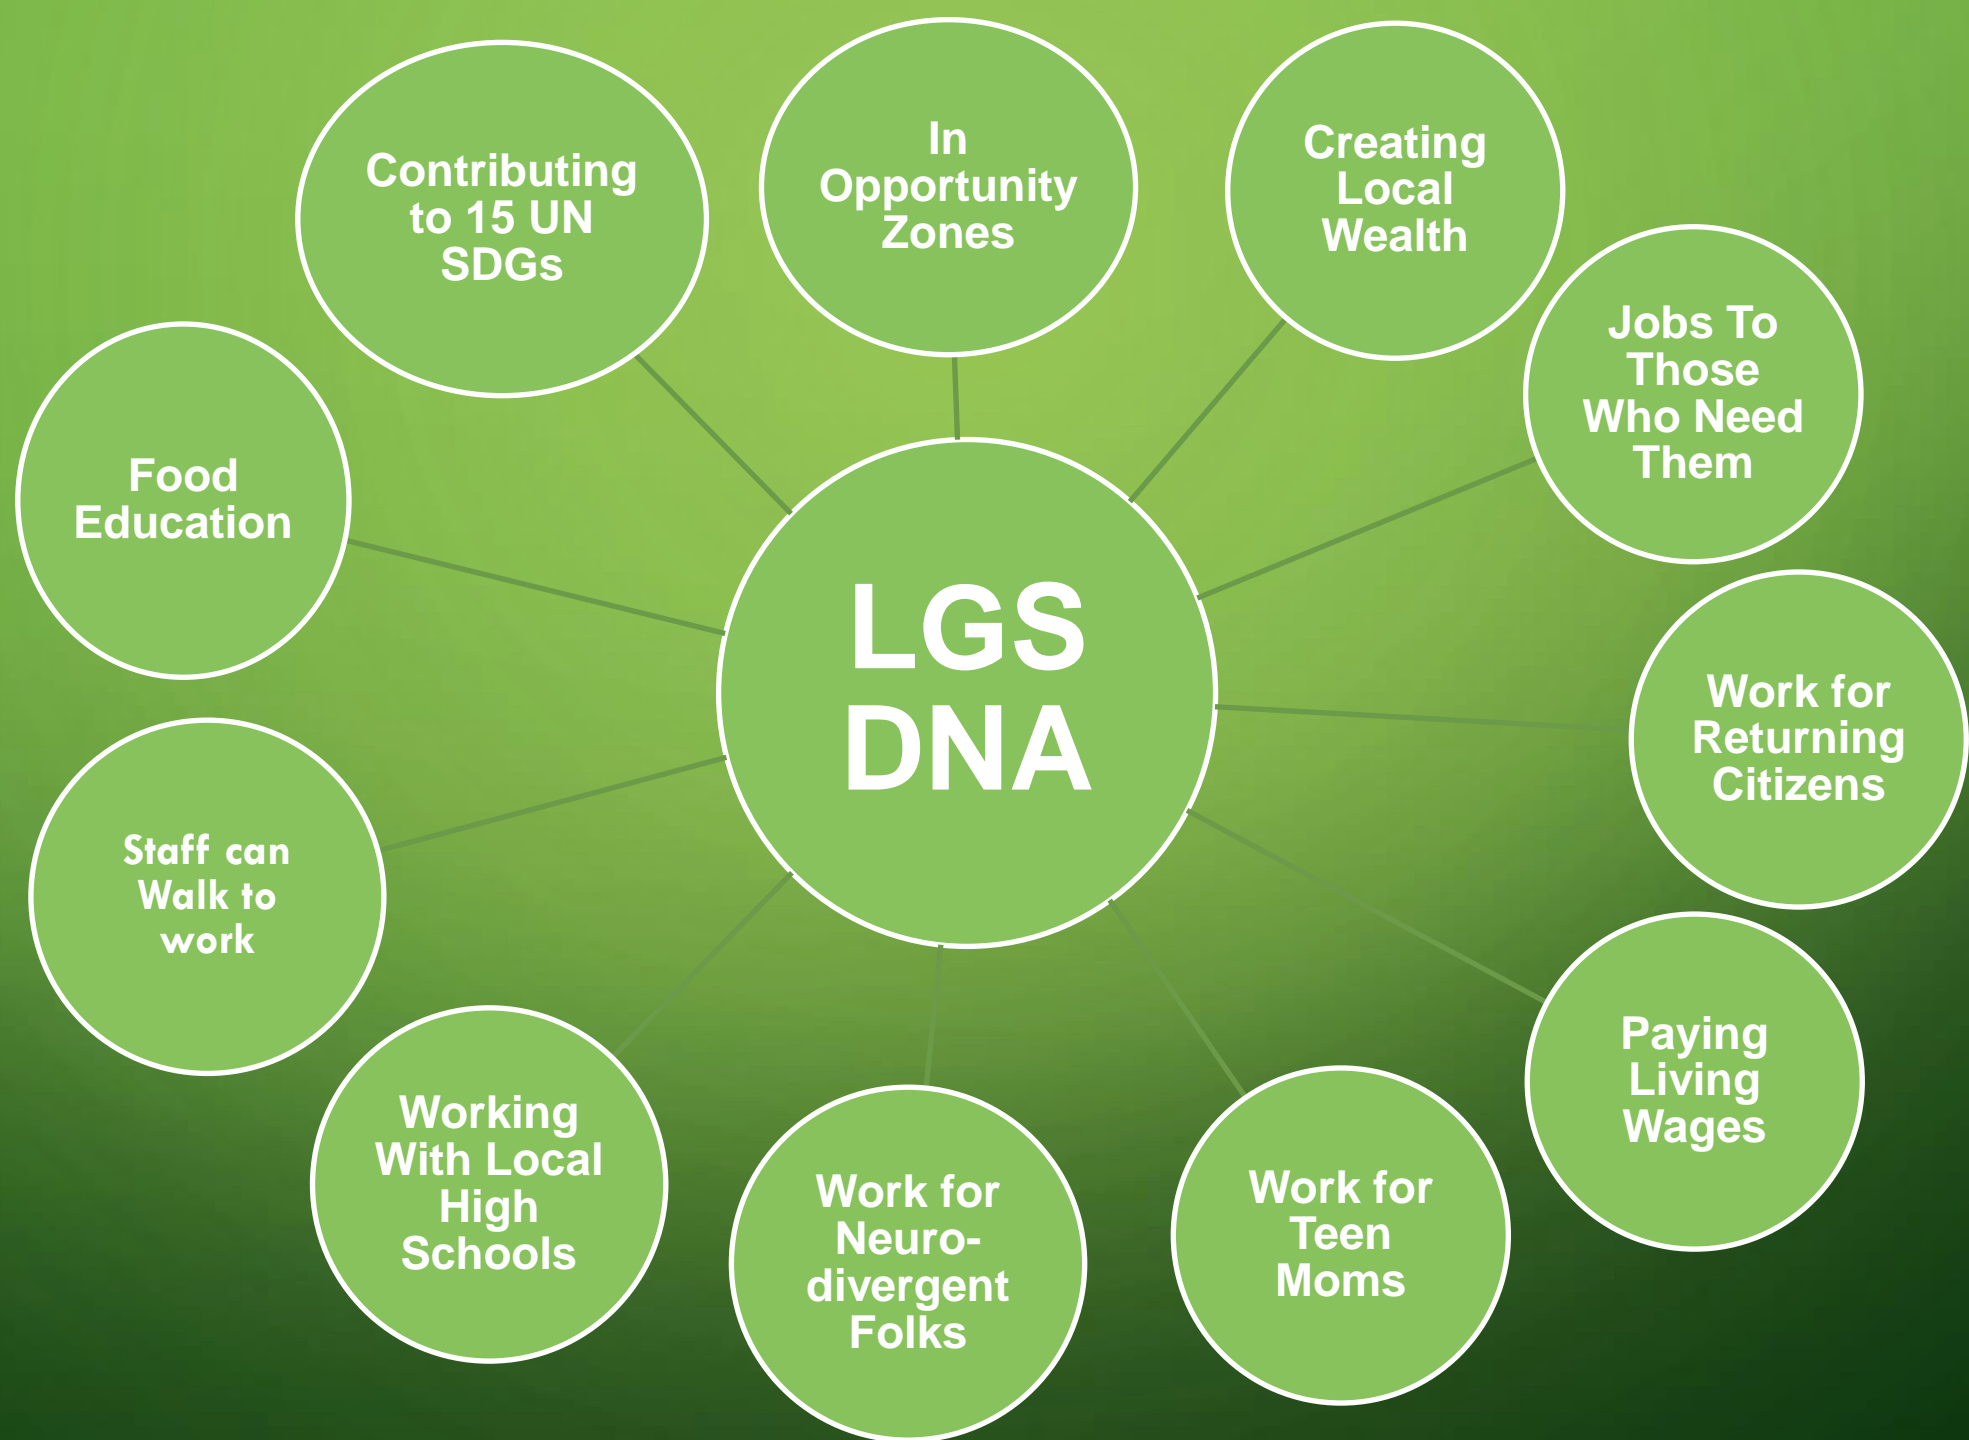 In
Opportunity
Zones
Creating
Local
Wealth
Jobs To
Those
Who Need
Them
Work for
Returning
Citizens
Paying
Living
Wages
Work for
Teen
Moms
Work for
Neuro-
divergent
Folks
Working
With Local
High
Schools
Staff can
Walk to
work
Food
Education
Contributing
to 15 UN
SDGs
LGS
DNA